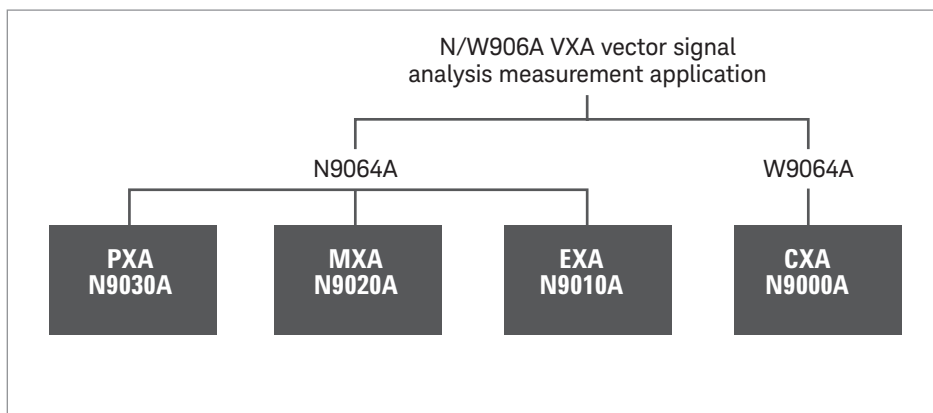 N/W906A VXA vector signal
analysis measurement application
N9064A
W9064A
PXA
N9030A
MXA
N9020A
EXA
N9010A
CXA
N9000A